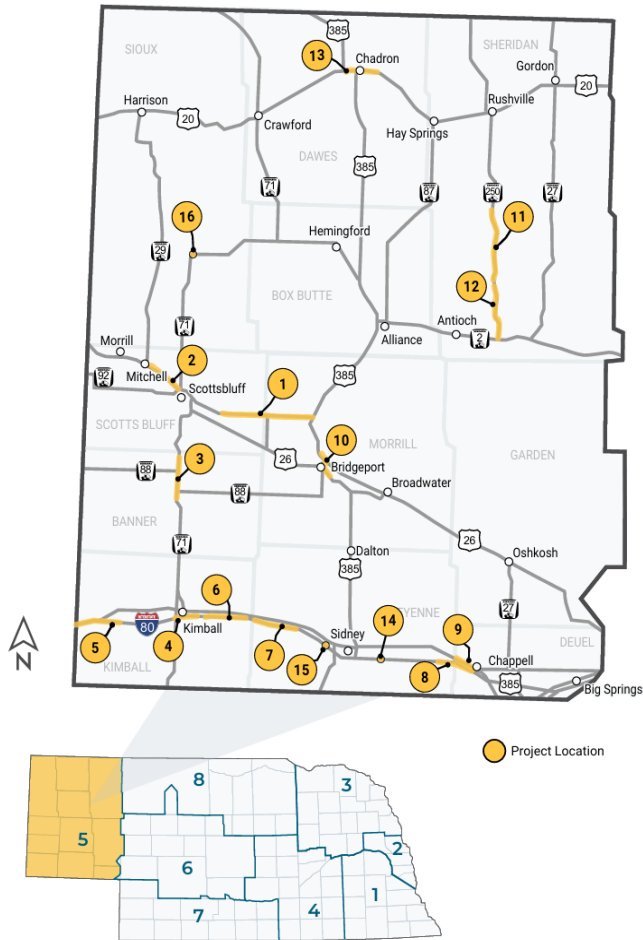 SIOUX
385
SHERIDAN
13
Chadron
Gordon
Harrison
20
Crawford
Rushville
20
Hay Springs
DAWES
385
71
87
250
27
16
11
Hemingford
29
BOX BUTTE
12
71
Antioch
2
Alliance
Morrill
2
92
Mitchell
Scottsbluff
1
385
SCOTTS BLUFF
10
MORRILL
GARDEN
3
26
88
Bridgeport
88
Broadwater
BANNER
71
26
Dalton
Oshkosh
385
6
27
14
80
Kimball
Sidney
EYENNE
9
DEUEL
5
4
7
15
8
Chappell
KIMBALL
385
Big Springs
N
Project Location
8
3
5
2
6
1
4
7